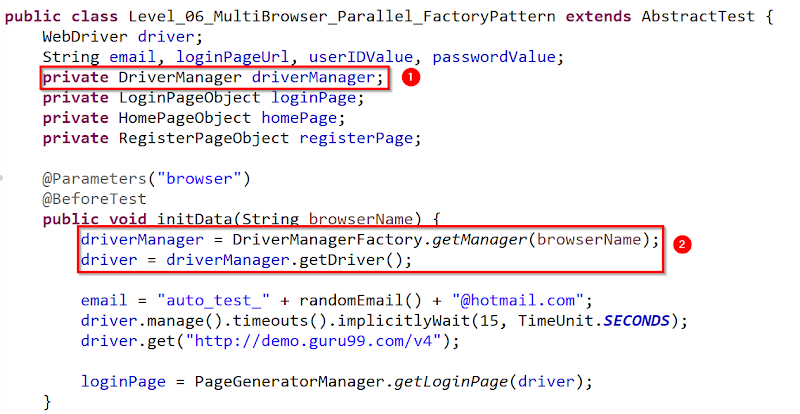 public class Level_06_MultiBrowser_Parallel_FactoryPattern extends AbstractTest {
WebDriver driver;
String email, loginPageUrl, userIDValue, passwordValue;
private DriverManager driverManager; 1
private LoginPageObject loginPage;
private HomePageObject homePage;
private RegisterPageObject registerPage;
@Parameters("browser")
@BeforeTest
public void initData(String browserName) {
driverManager = DriverManagerFactory.getManager(browserName); 2
driver = driverManager.getDriver();
email = "auto_test_" + randomEmail() + "@hotmail.com";
driver.manage().timeouts().implicitlyWait(15, TimeUnit.SECONDS);
driver.get("http://demo.guru99.com/v4");
loginPage = PageGeneratorManager.getLoginPage(driver);
}